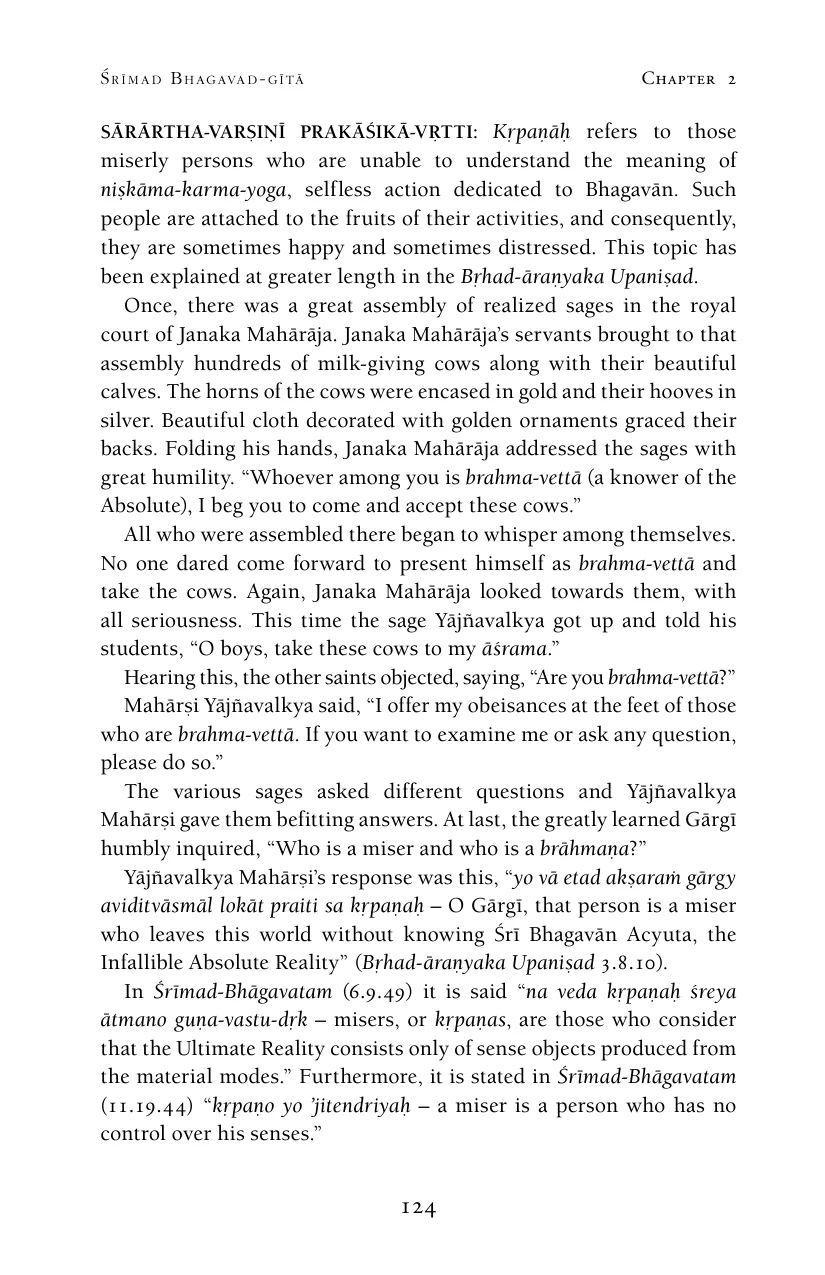 Śrīmad Bhagavad-gītā Chapter 2
SĀRĀRTHA-VARṢIṆĪ PRAKĀŚIKĀ-VṚTTI: Kṛpaṇāḥ refers to those
miserly persons who are unable to understand the meaning of
niṣkāma-karma-yoga, selfless action dedicated to Bhagavān. Such
people are attached to the fruits of their activities, and consequently,
they are sometimes happy and sometimes distressed. This topic has
been explained at greater length in the Bṛhad-āraṇyaka Upaniṣad.
Once, there was a great assembly of realized sages in the royal
court of Janaka Mahārāja. Janaka Mahārāja’s servants brought to that
assembly hundreds of milk-giving cows along with their beautiful
calves. The horns of the cows were encased in gold and their hooves in
silver. Beautiful cloth decorated with golden ornaments graced their
backs. Folding his hands, Janaka Mahārāja addressed the sages with
great humility. “Whoever among you is brahma-vettā (a knower of the
Absolute), I beg you to come and accept these cows.”
All who were assembled there began to whisper among themselves.
No one dared come forward to present himself as brahma-vettā and
take the cows. Again, Janaka Mahārāja looked towards them, with
all seriousness. This time the sage Yājñavalkya got up and told his
students, “O boys, take these cows to my āśrama.”
Hearing this, the other saints objected, saying, “Are you brahma-vettā?”
Mahārṣi Yājñavalkya said, “I offer my obeisances at the feet of those
who are brahma-vettā. If you want to examine me or ask any question,
please do so.”
The various sages asked different questions and Yājñavalkya
Mahārṣi gave them befitting answers. At last, the greatly learned Gārgī
humbly inquired, “Who is a miser and who is a brāhmaṇa?”
Yājñavalkya Mahārṣi’s response was this, “yo vā etad akṣaraṁ gārgy
aviditvāsmāl lokāt praiti sa kṛpaṇaḥ – O Gārgī, that person is a miser
who leaves this world without knowing Śrī Bhagavān Acyuta, the
Infallible Absolute Reality” (Bṛhad-āraṇyaka Upaniṣad 3.8.10).
In Śrīmad-Bhāgavatam (6.9.49) it is said “na veda kṛpaṇaḥ śreya
ātmano guṇa-vastu-dṛk – misers, or kṛpaṇas, are those who consider
that the Ultimate Reality consists only of sense objects produced from
the material modes.” Furthermore, it is stated in Śrīmad-Bhāgavatam
(11.19.44) “kṛpaṇo yo ’jitendriyaḥ – a miser is a person who has no
control over his senses.”
124